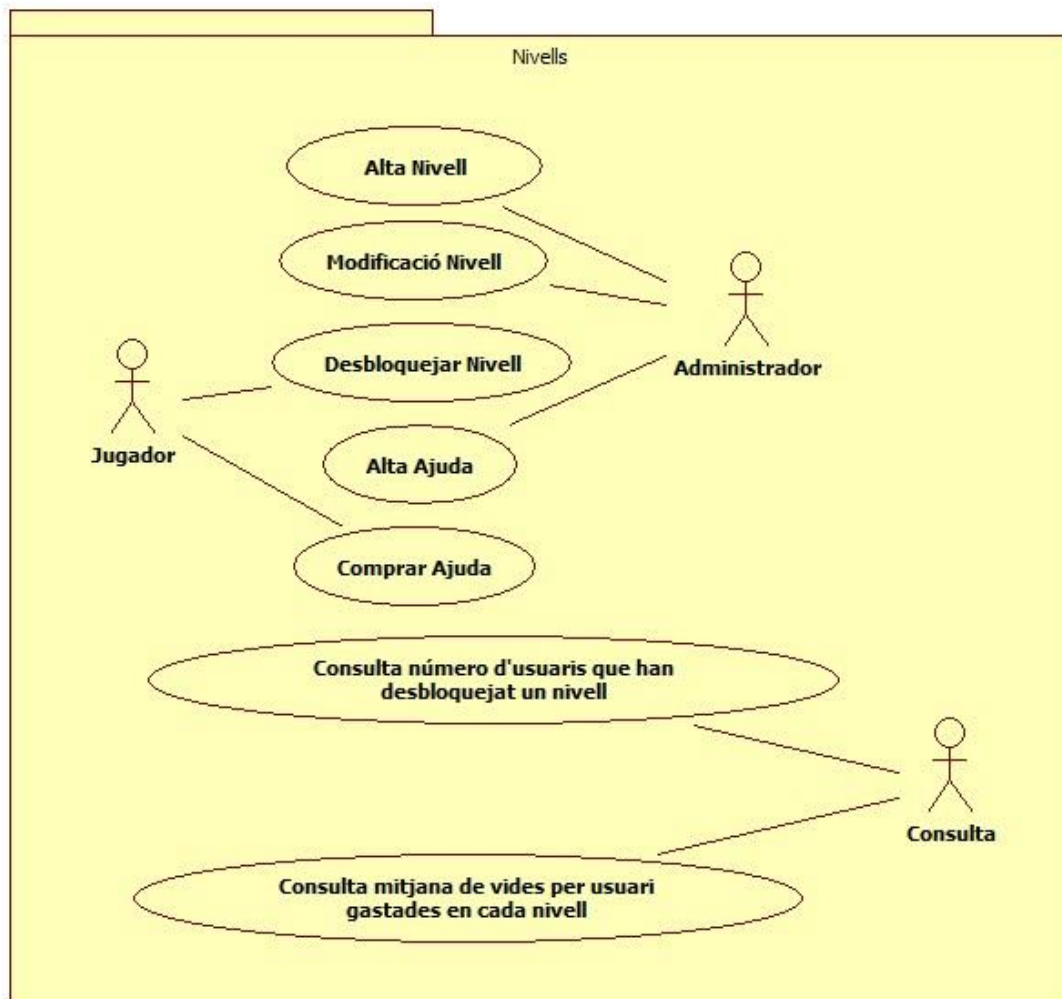 Nivells
Alta Nivell
Modificació Nivell
Desbloquejar Nivell
Administrador
Jugador
Alta Ajuda
Comprar Ajuda
Consulta número d'usuaris que han
desbloquejat un nivell
Consulta
Consulta mitjana de vides per usuari
gastades en cada nivell